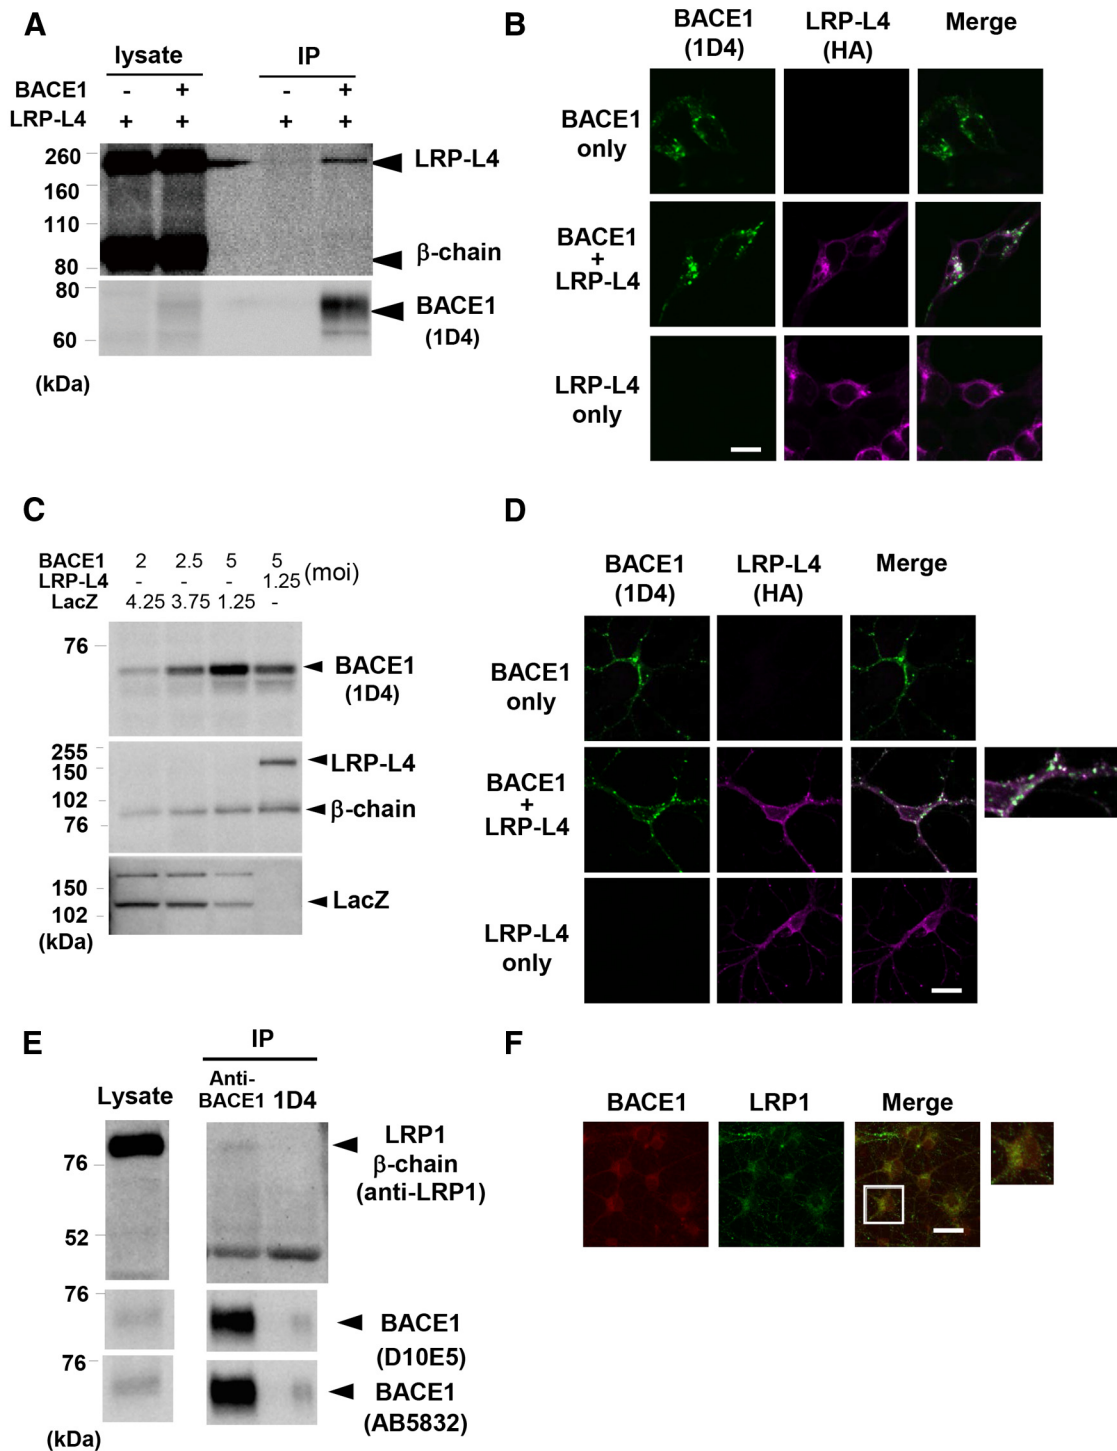 A
lysate IP
BACE1 - + - +
LRP-L4 + + + +
260
160
110
80
80
60
(kDa)
LRP-L4
β-chain
BACE1
(1D4)
B
BACE1 LRP-L4 Merge
(1D4) (HA)
BACE1
only
BACE1
+
LRP-L4
LRP-L4
only
C
BACE1 2 2.5 5 5
LRP-L4 - - - 1.25 (moi)
LacZ 4.25 3.75 1.25 -
76
BACE1
(1D4)
255
150
102
76
LRP-L4
β-chain
150
102
(kDa)
LacZ
D
BACE1 LRP-L4 Merge
(1D4) (HA)
BACE1
only
BACE1
+
LRP-L4
LRP-L4
only
E
IP
Lysate Anti-
BACE1 1D4
76
52
LRP1
β-chain
(anti-LRP1)
76
BACE1
(D10E5)
76
BACE1
(AB5832)
(kDa)
F
BACE1 LRP1 Merge